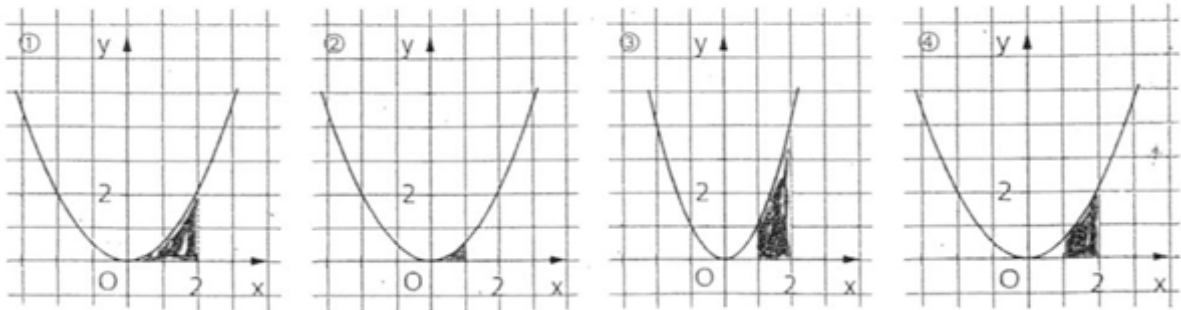 ① y 2 O 2 x
② y 2 O 2 x
③ y 2 O 2 x
④ y 2 O 2 x